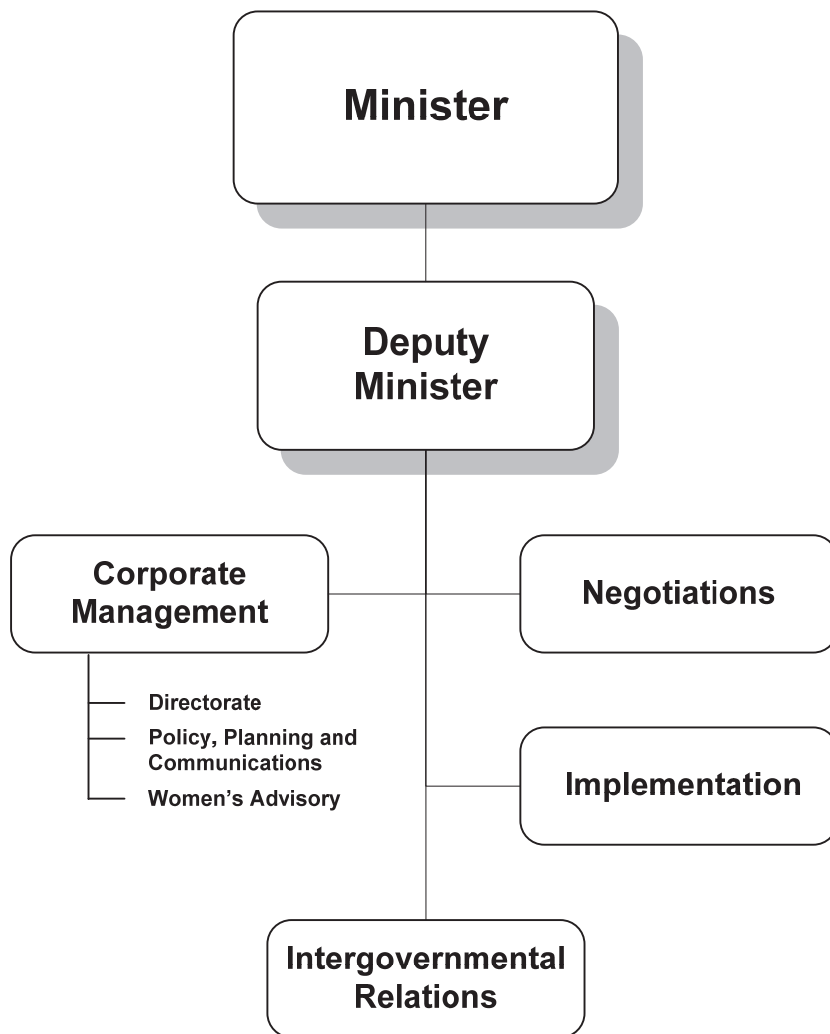 Minister
Deputy
Minister
Corporate
Management
Negotiations
Directorate
Policy, Planning and
Communications
Women’s Advisory
Implementation
Intergovernmental
Relations